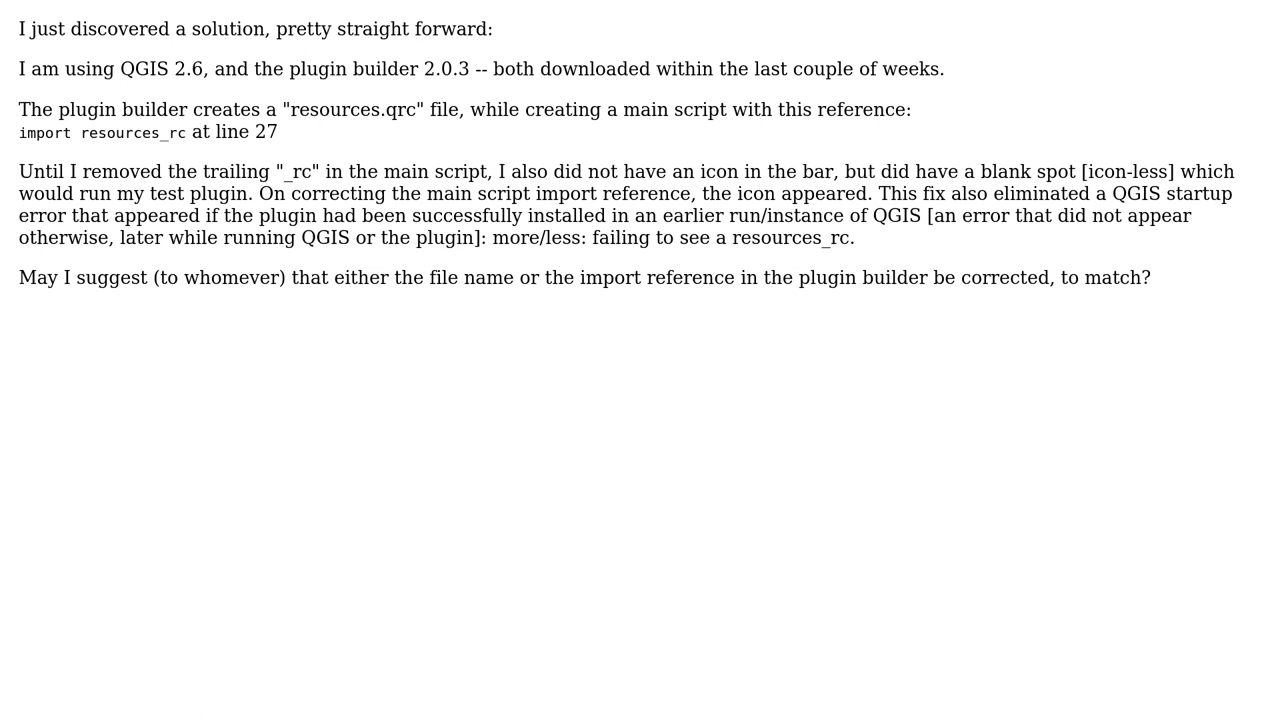 I just discovered a solution, pretty straight forward:
I am using QGIS 2.6, and the plugin builder 2.0.3 -- both downloaded within the last couple of weeks.
The plugin builder creates a "resources.qrc" file, while creating a main script with this reference:
import resources_rc at line 27
Until I removed the trailing "_rc" in the main script, I also did not have an icon in the bar, but did have a blank spot [icon-less] which
would run my test plugin. On correcting the main script import reference, the icon appeared. This fix also eliminated a QGIS startup
error that appeared if the plugin had been successfully installed in an earlier run/instance of QGIS [an error that did not appear
otherwise, later while running QGIS or the plugin]: more/less: failing to see a resources_rc.
May I suggest (to whomever) that either the file name or the import reference in the plugin builder be corrected, to match?